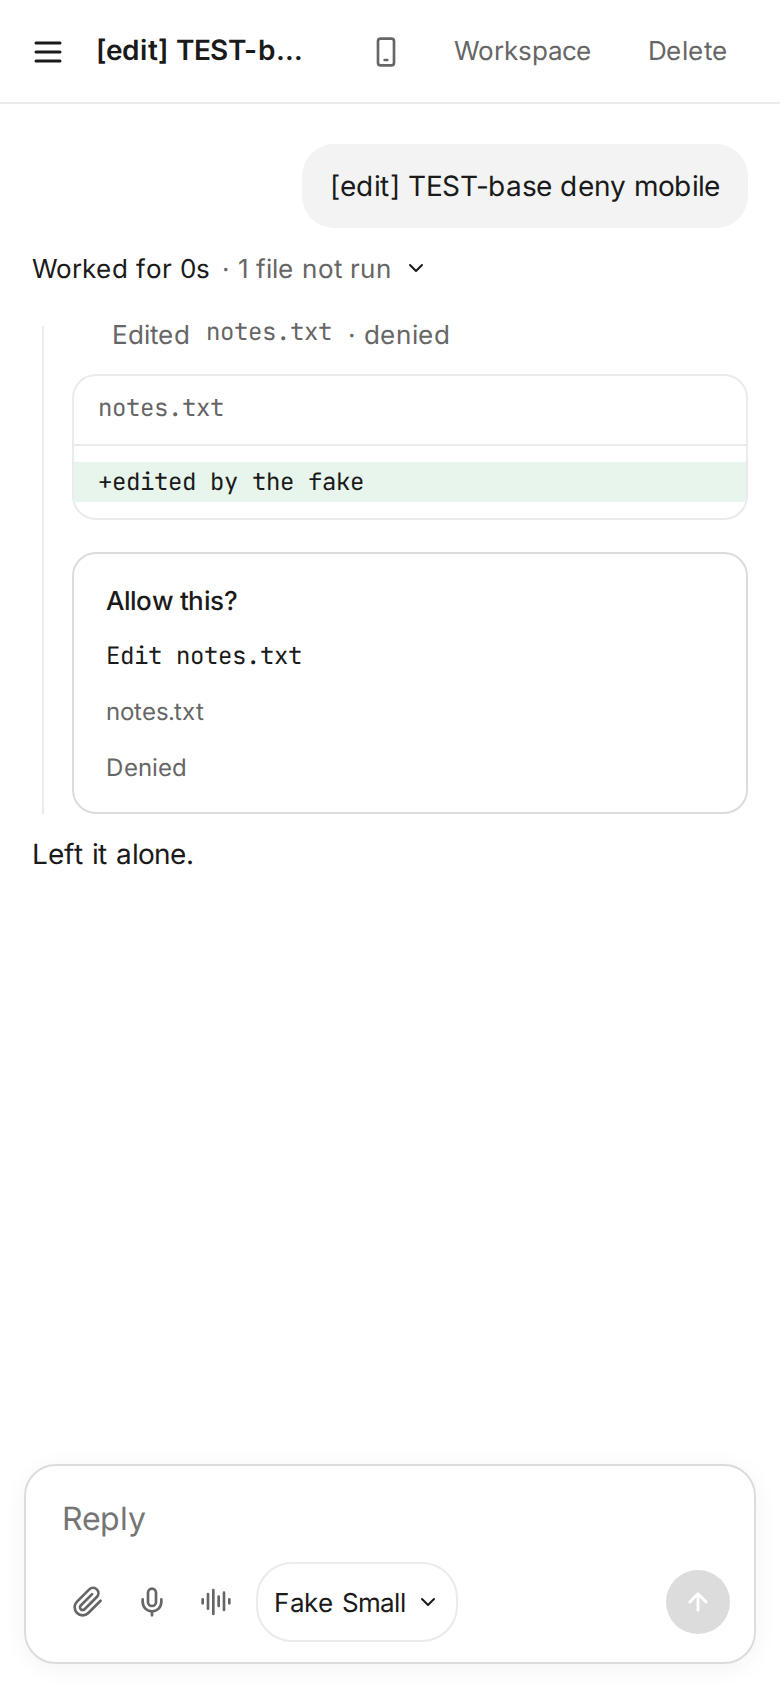 [edit] TEST-b...
Workspace
Delete
[edit] TEST-base deny mobile
Worked for 0s · 1 file not run
Edited notes.txt · denied
notes.txt
+edited by the fake
Allow this?
Edit notes.txt
notes.txt
Denied
Left it alone.
Reply
Fake Small